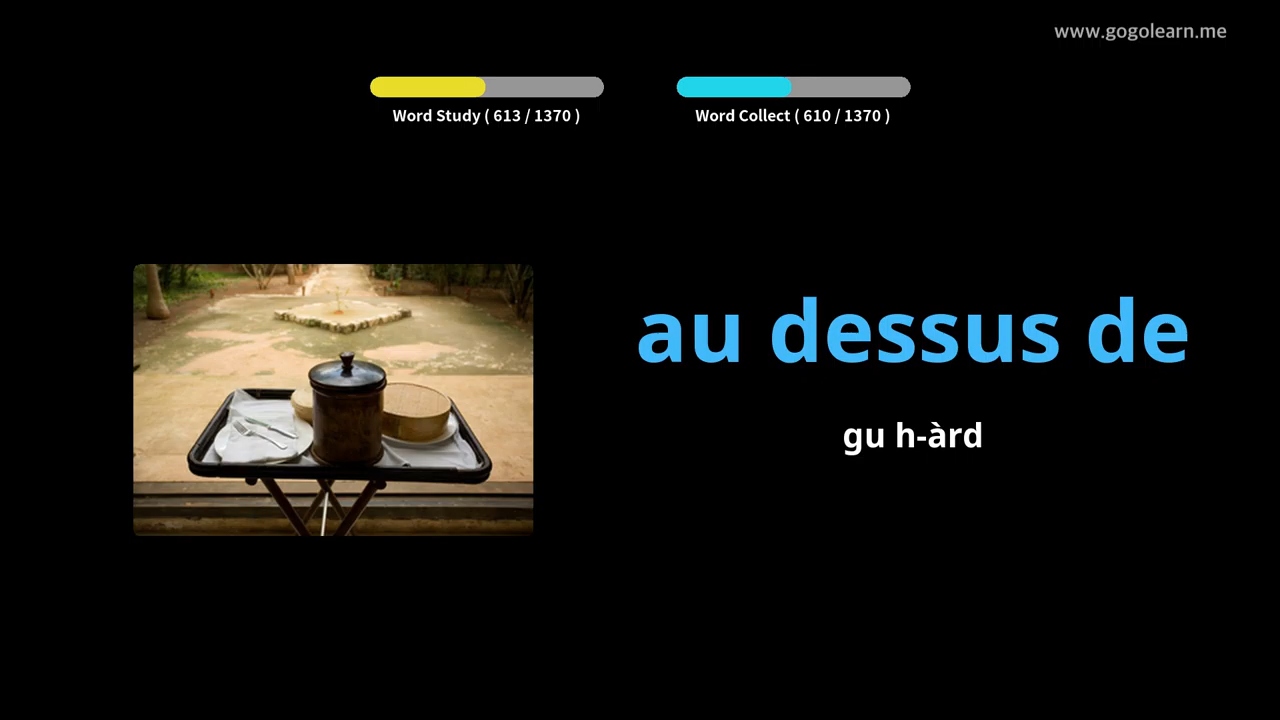 www.gogolearn.me
Word Study ( 613 / 1370 )
Word Collect ( 610 / 1370 )
au dessus de
gu h-àrd